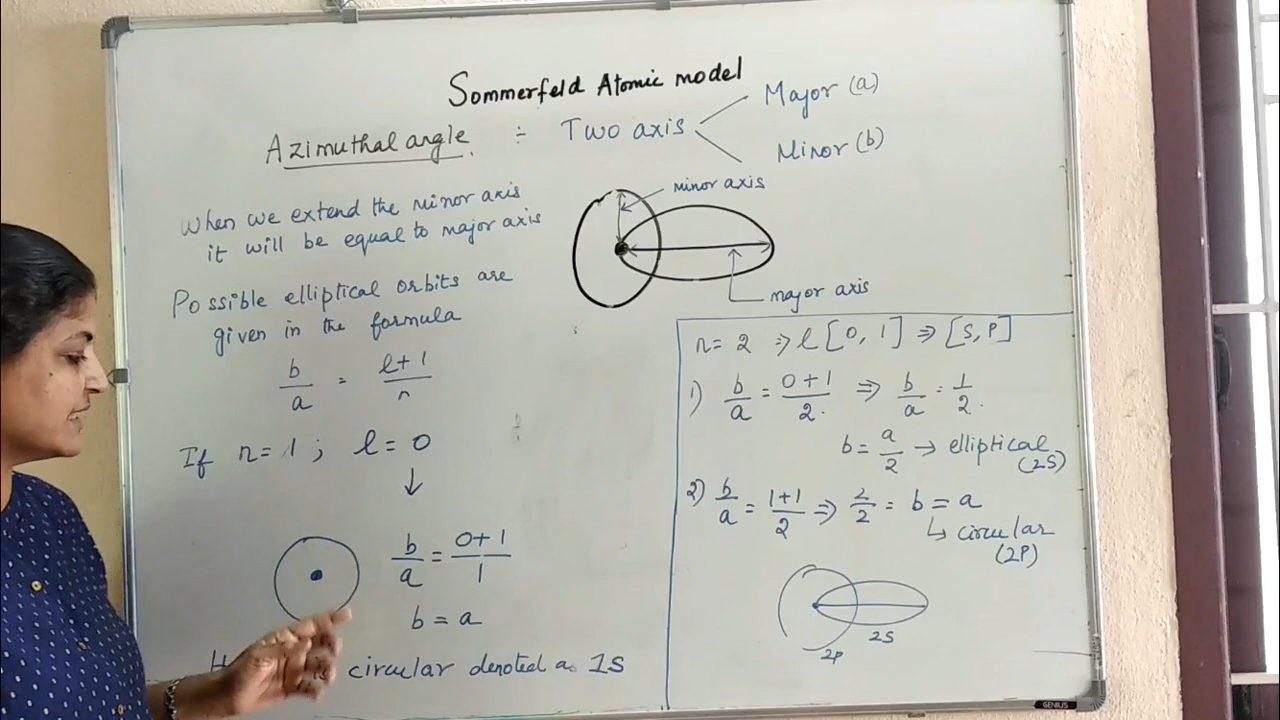 Sommerfeld Atomic model
Azimuthal angle ÷ Two axis
Major (a)
Minor (b)
When we extend the minor axis
it will be equal to major axis
minor axis
major axis
Possible elliptical orbits are
given in the formula
b/a = l+1/n
If n=1 ; l=0
↓
b/a = 0+1/1
b = a
is circular denoted as 1S
n=2 ⇒ l [0, 1] ⇒ [S, P]
1) b/a = 0+1/2. ⇒ b/a = 1/2.
b = a/2 → elliptical
(2S)
2) b/a = 1+1/2 ⇒ 2/2 = b = a
↳ circular
(2P)
2S
2P
GENIUS